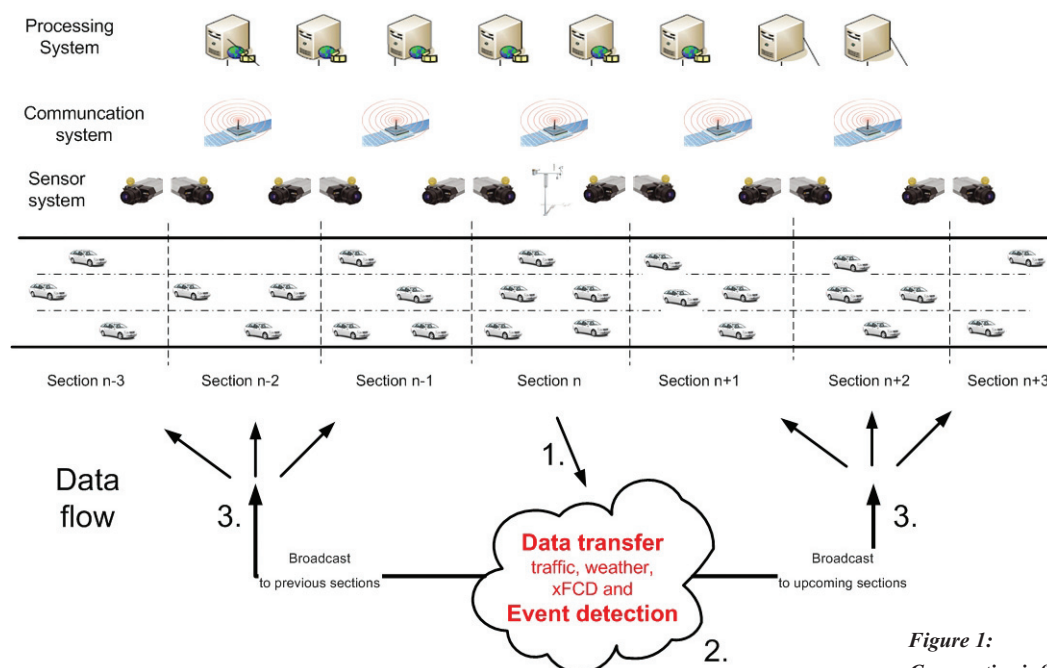 Processing
System
Communcation
system
Sensor
system
Section n-3
Section n-2
Section n-1
Section n
Section n+1
Section n+2
Section n+3
Data
flow
1.
3.
3.
Data transfer
traffic, weather,
xFCD and
Event detection
Broadcast
to previous sections
Broadcast
to upcoming sections
2.
Figure 1: